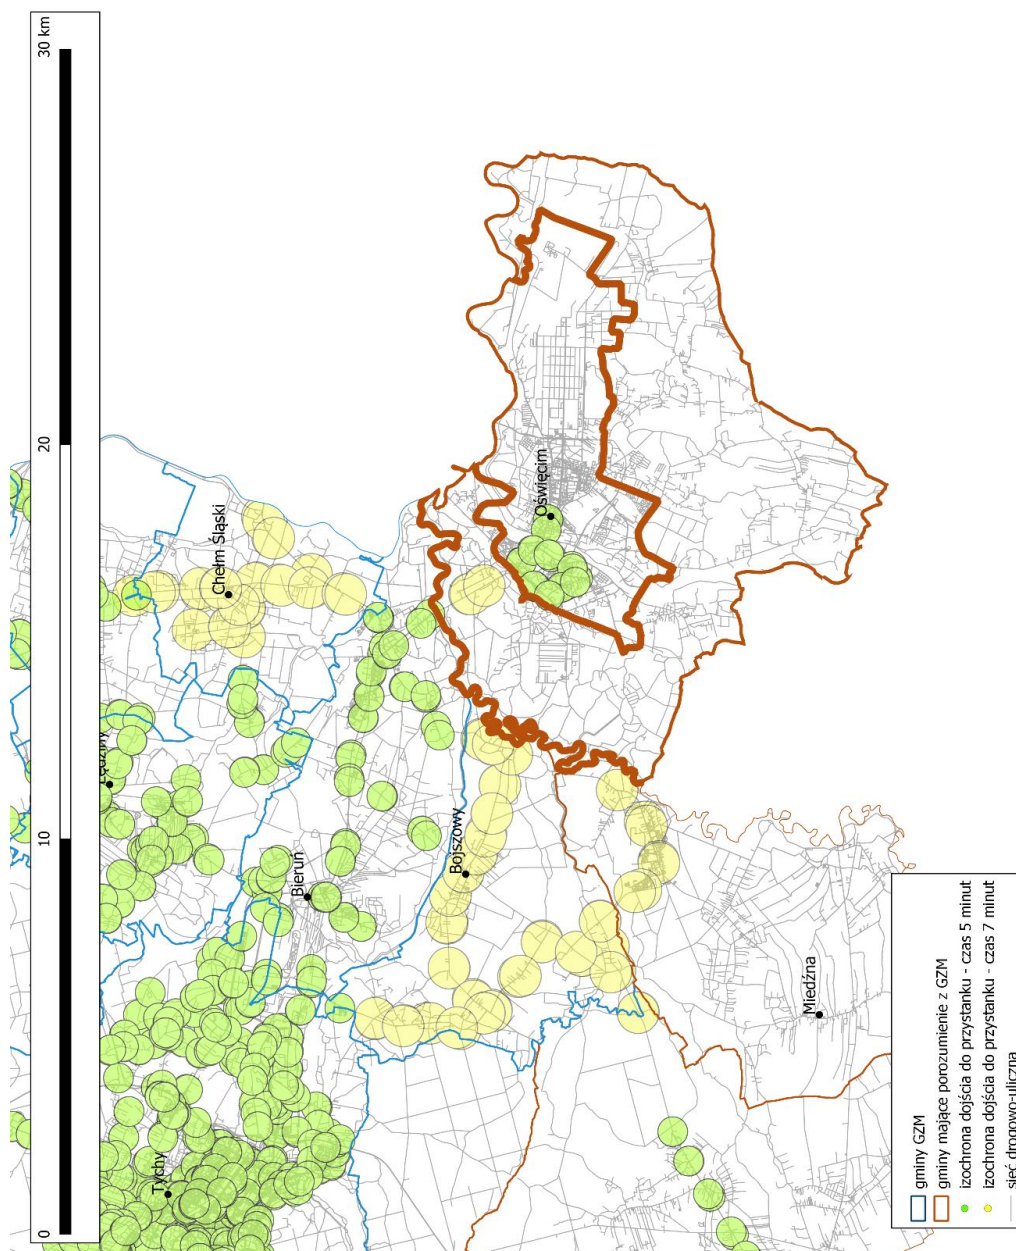 0
10
20
30 km
Tychy
Lędziny
Bieruń
Chełm Śląski
Bojszowy
Oświęcim
Miedźna
gminy GZM
gminy mające porozumienie z GZM
izochrona dojścia do przystanku - czas 5 minut
izochrona dojścia do przystanku - czas 7 minut
sieć drogowo-uliczna